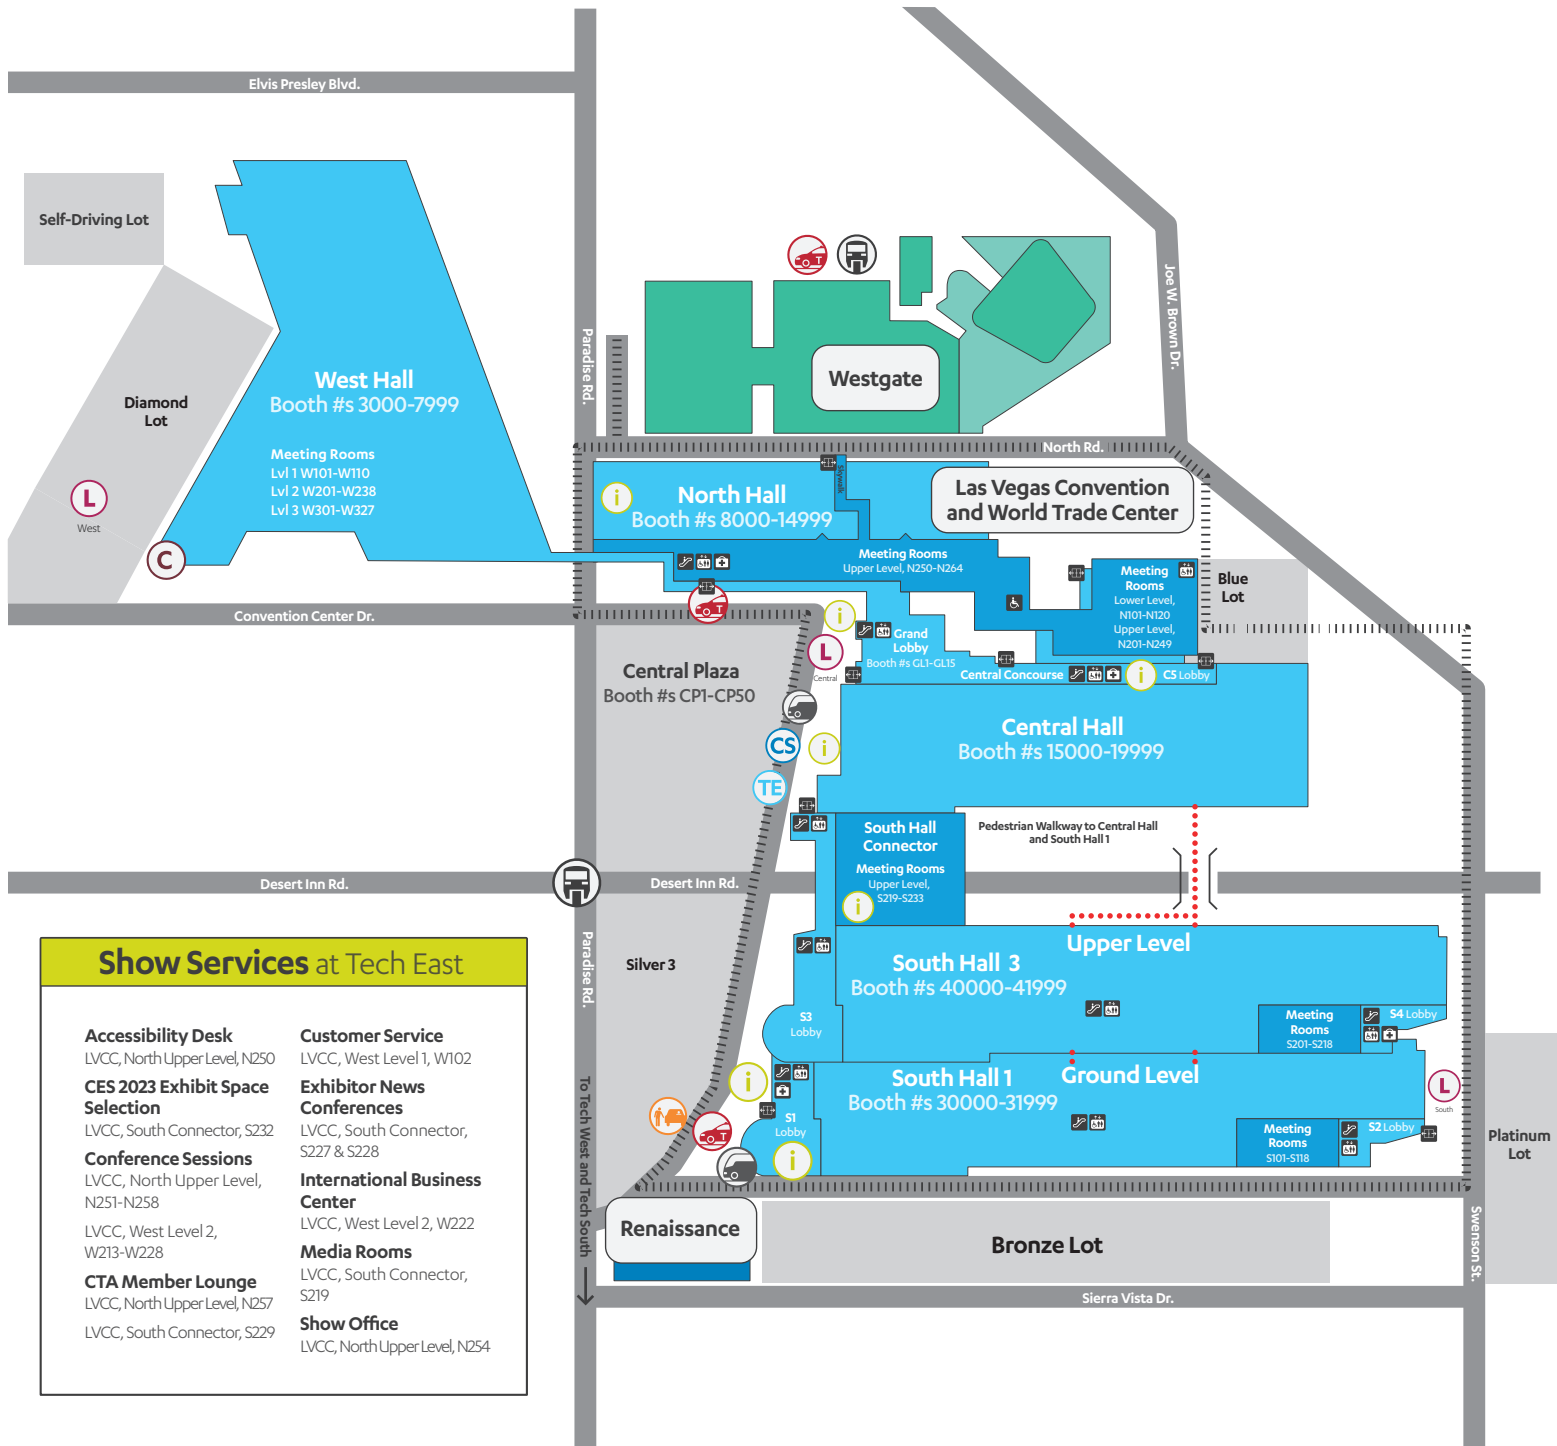 Elvis Presley Blvd.
Self-Driving Lot
Joe W. Brown Dr.
Paradise Rd.
T
Westgate
West Hall
Booth #s 3000-7999
Diamond
Lot
Meeting Rooms
Lvl 1 W101-W110
Lvl 2 W201-W238
Lvl 3 W301-W327
L
West
C
North Rd.
Skywalk
i
North Hall
Booth #s 8000-14999
Las Vegas Convention
and World Trade Center
Meeting Rooms
Upper Level, N250-N264
Meeting
Rooms
Lower Level,
N101-N120
Upper Level,
N201-N249
Blue
Lot
Convention Center Dr.
T
i
Grand
Lobby
Booth #s GL1-GL15
L
Central
Central Concourse
i
C5 Lobby
Central Plaza
Booth #s CP1-CP50
Central Hall
Booth #s 15000-19999
CS
i
TE
South Hall
Connector
Meeting Rooms
Upper Level,
S219-S233
i
Pedestrian Walkway to Central Hall
and South Hall 1
Desert Inn Rd.
Desert Inn Rd.
Paradise Rd.
Silver 3
Upper Level
South Hall 3
Booth #s 40000-41999
S3
Lobby
Meeting
Rooms
S201-S218
S4 Lobby
Ground Level
South Hall 1
Booth #s 30000-31999
i
S1
Lobby
i
T
Meeting
Rooms
S101-S118
S2 Lobby
L
South
Platinum
Lot
To Tech West and Tech South
Renaissance
Bronze Lot
Swenson St.
Sierra Vista Dr.
Show Services at Tech East
Accessibility Desk
LVCC, North Upper Level, N250
CES 2023 Exhibit Space
Selection
LVCC, South Connector, S232
Conference Sessions
LVCC, North Upper Level,
N251-N258
LVCC, West Level 2,
W213-W228
CTA Member Lounge
LVCC, North Upper Level, N257
LVCC, South Connector, S229
Customer Service
LVCC, West Level 1, W102
Exhibitor News
Conferences
LVCC, South Connector,
S227 & S228
International Business
Center
LVCC, West Level 2, W222
Media Rooms
LVCC, South Connector,
S219
Show Office
LVCC, North Upper Level, N254